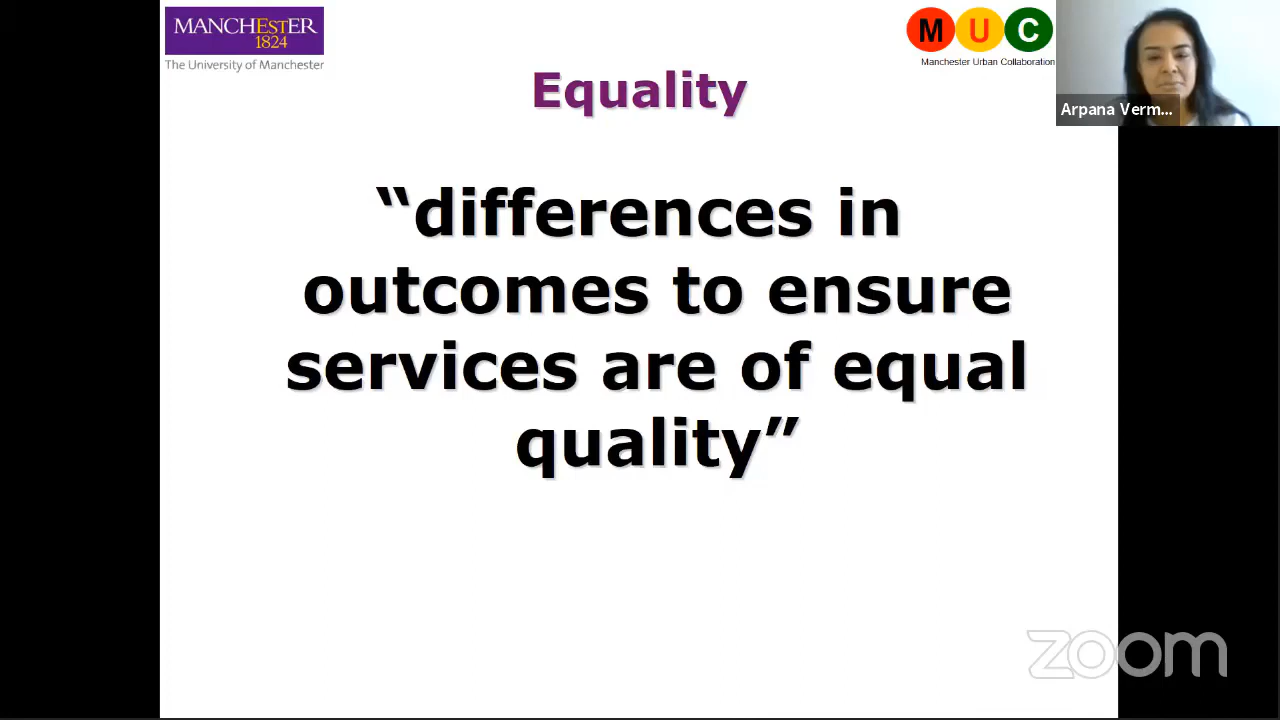 MANCHESTER
1824
The University of Manchester
M U C
Manchester Urban Collaboration
Arpana Verm...
Equality
“differences in
outcomes to ensure
services are of equal
quality”
zoom